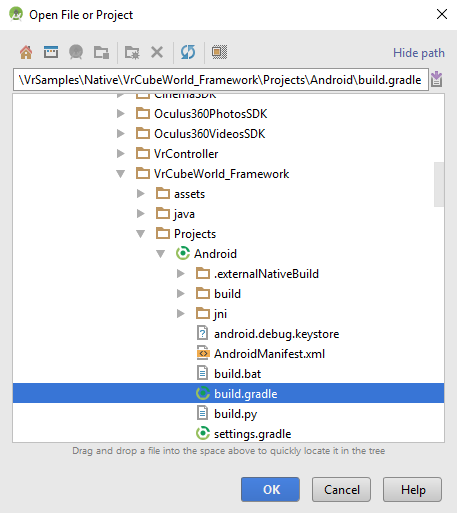 Open File or Project
Hide path
\VrSamples\Native\VrCubeWorld_Framework\Projects\Android\build.gradle
CinemaSDK
Oculus360PhotosSDK
Oculus360VideosSDK
VrController
VrCubeWorld_Framework
assets
java
Projects
Android
.externalNativeBuild
build
jni
android.debug.keystore
AndroidManifest.xml
build.bat
build.gradle
build.py
settings.gradle
Drag and drop a file into the space above to quickly locate it in the tree
OK
Cancel
Help